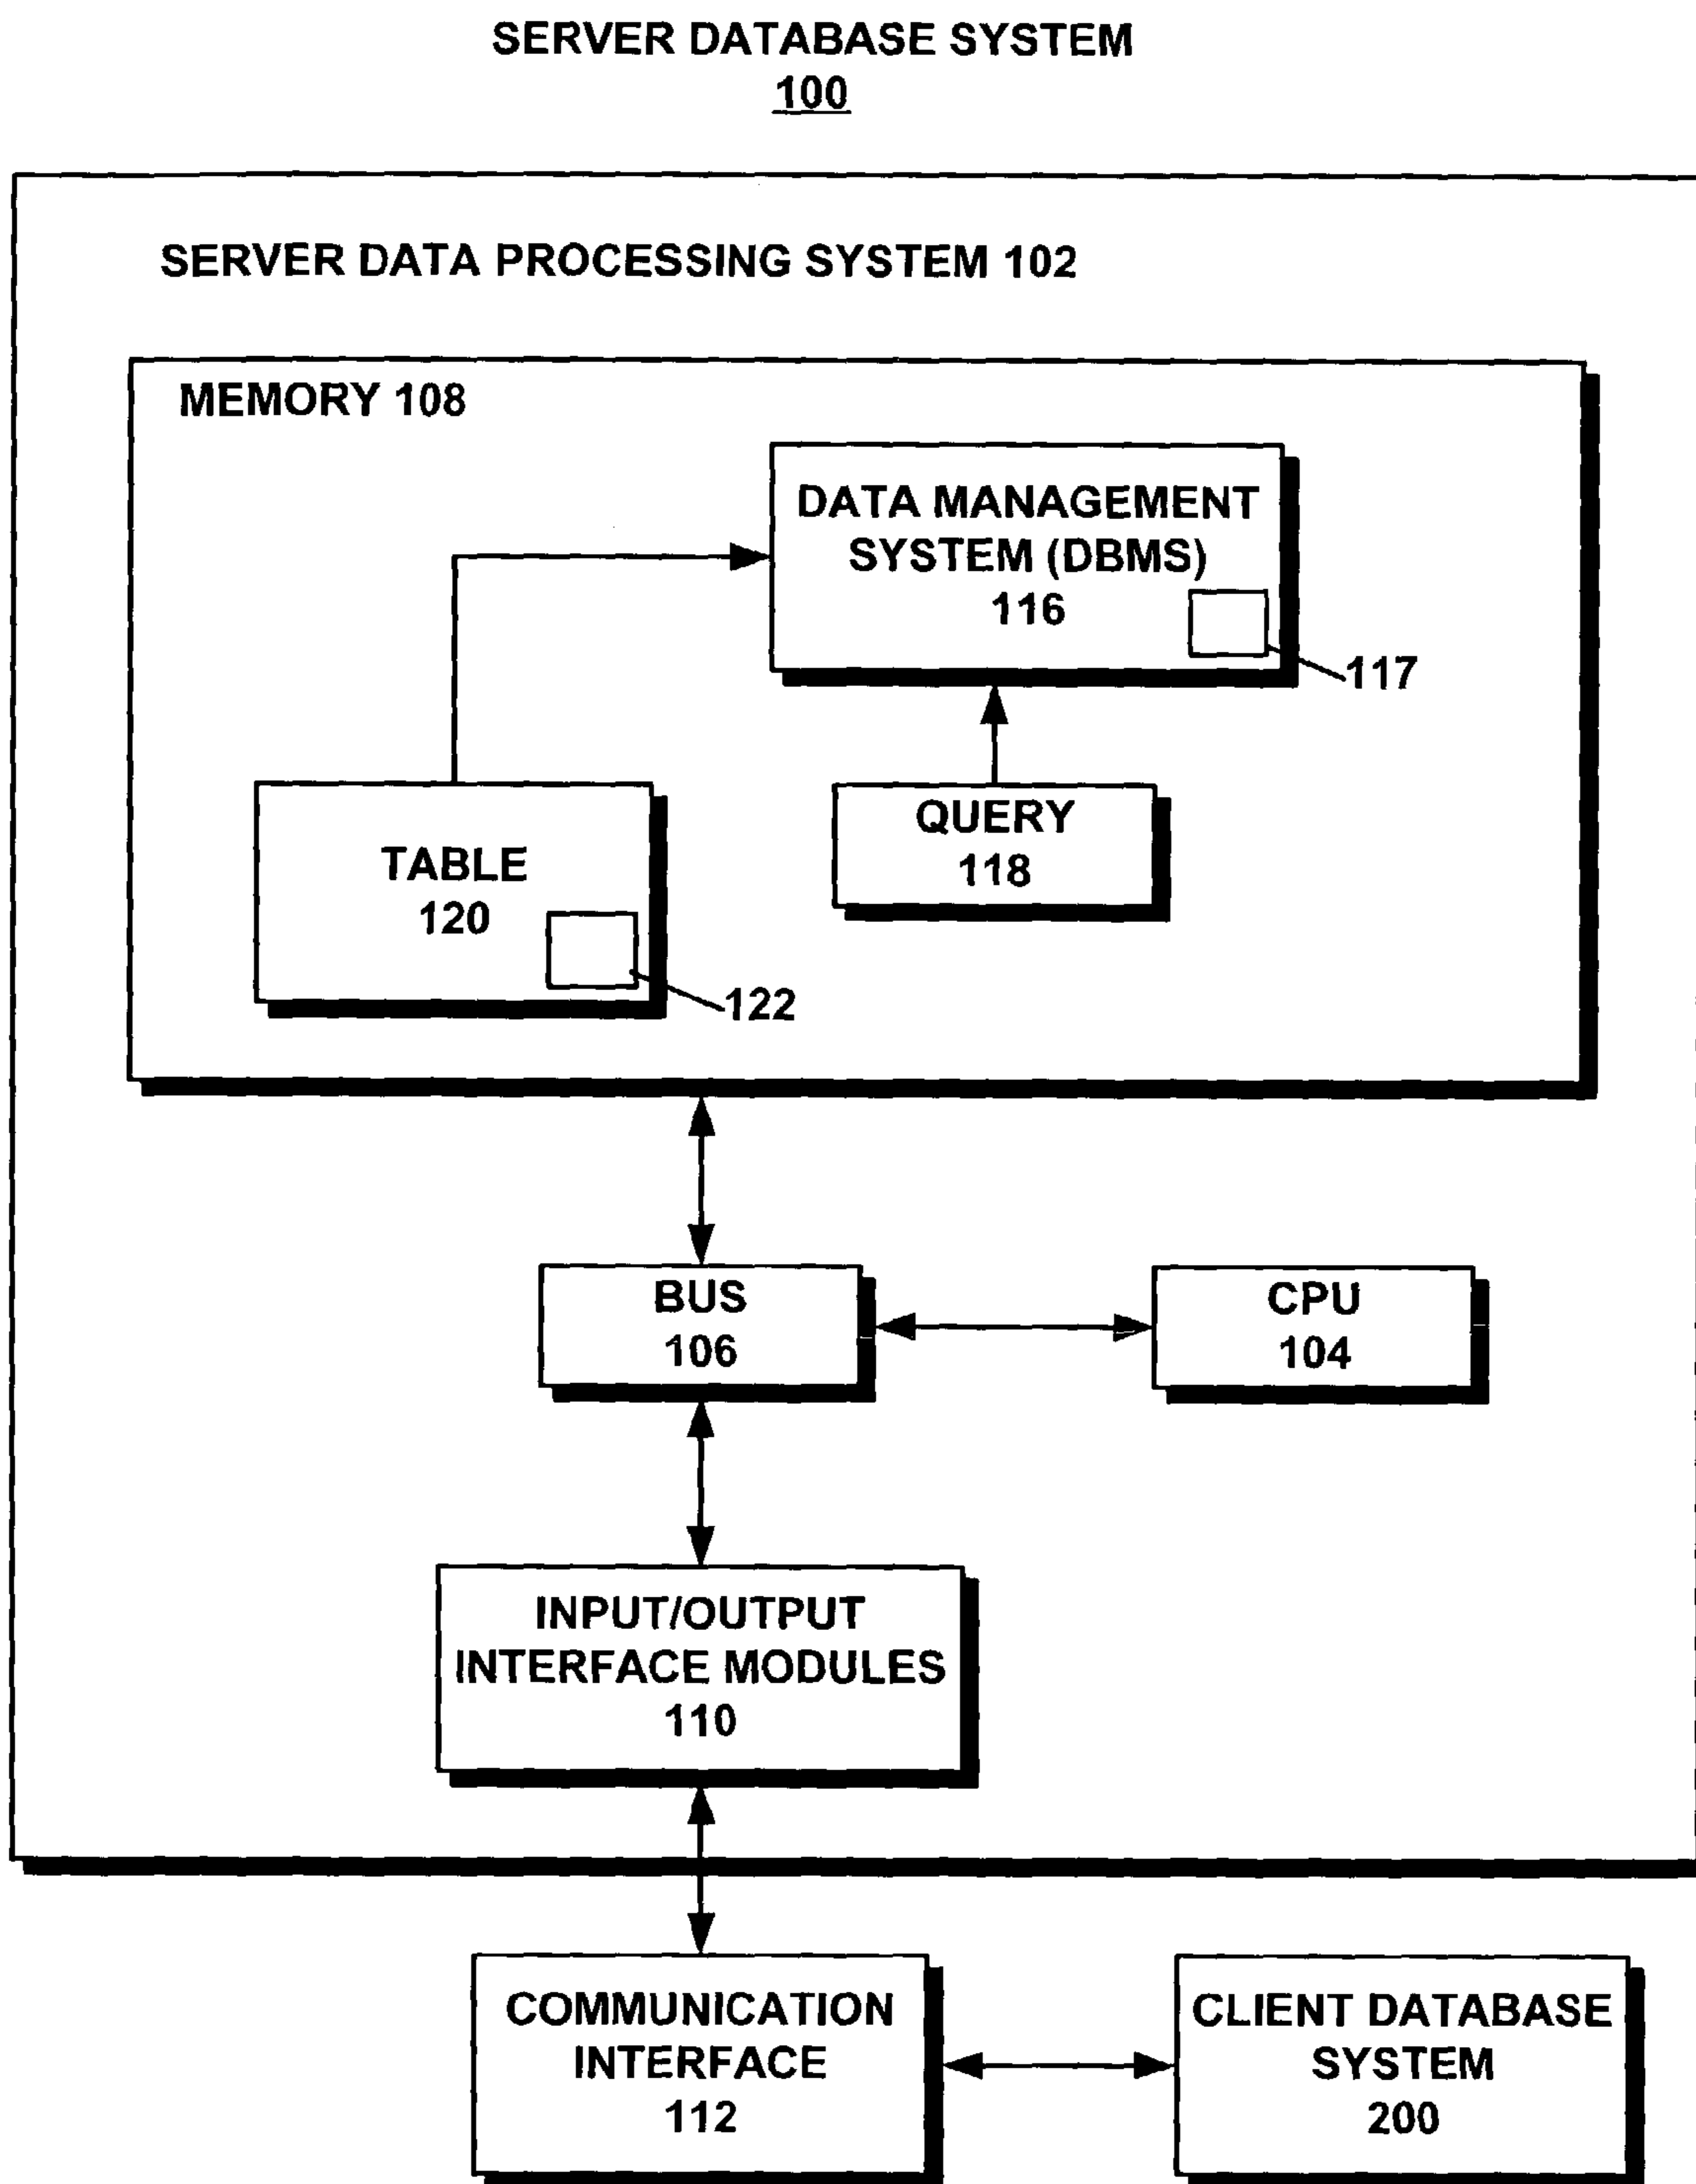 SERVER DATABASE SYSTEM
100
SERVER DATA PROCESSING SYSTEM 102
MEMORY 108
DATA MANAGEMENT
SYSTEM (DBMS)
116
117
QUERY
118
TABLE
120
122
BUS
106
CPU
104
INPUT/OUTPUT
INTERFACE MODULES
110
COMMUNICATION
INTERFACE
112
CLIENT DATABASE
SYSTEM
200